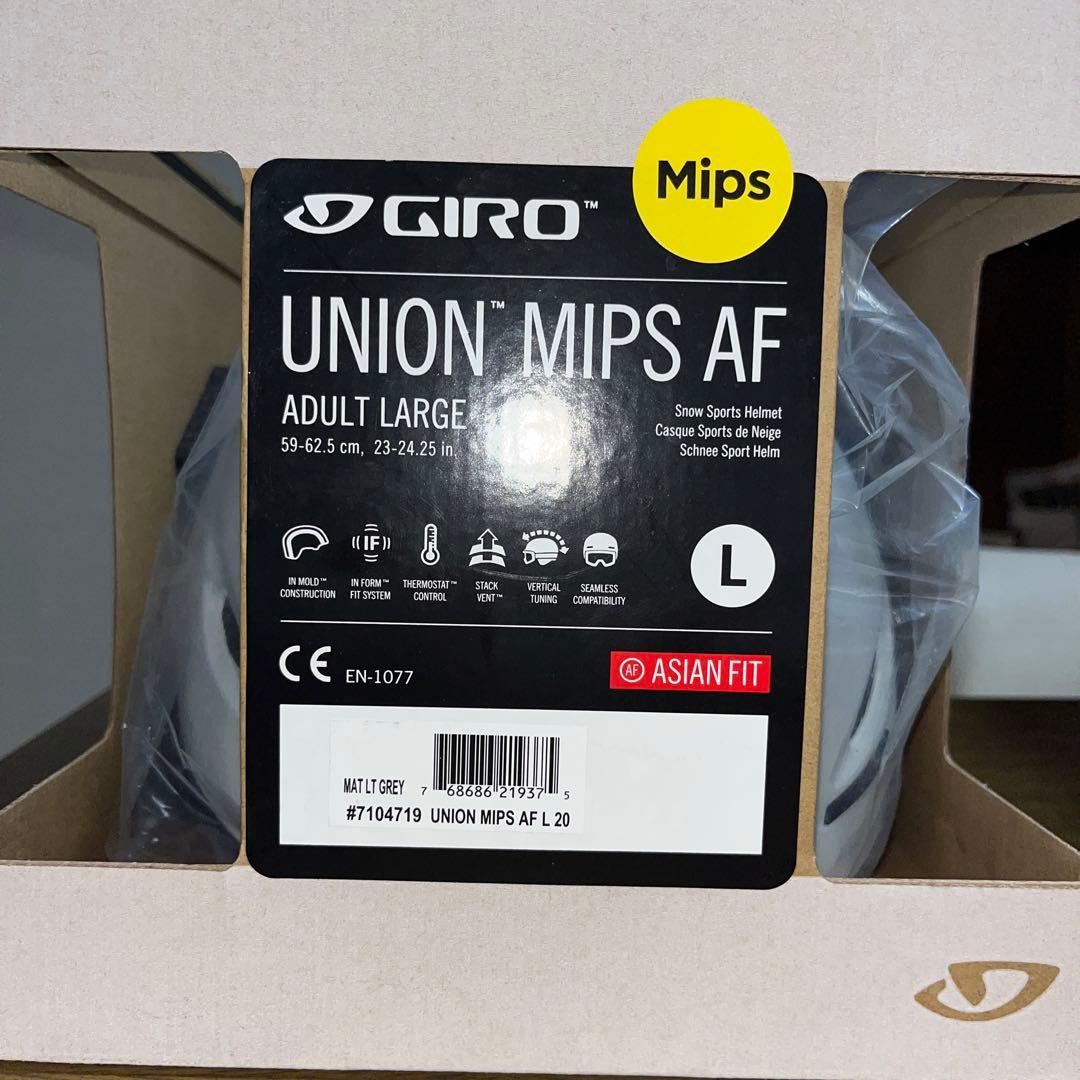 Mips
GIRO™
UNION™ MIPS AF
ADULT LARGE
59-62.5 cm, 23-24.25 in.
Snow Sports Helmet
Casque Sports de Neige
Schnee Sport Helm
IN MOLD™
CONSTRUCTION
((IF))
IN FORM™
FIT SYSTEM
THERMOSTAT™
CONTROL
STACK
VENT™
VERTICAL
TUNING
SEAMLESS
COMPATIBILITY
L
CE EN-1077
AF ASIAN FIT
MAT LT GREY
7 68686 21937 5
#7104719 UNION MIPS AF L 20